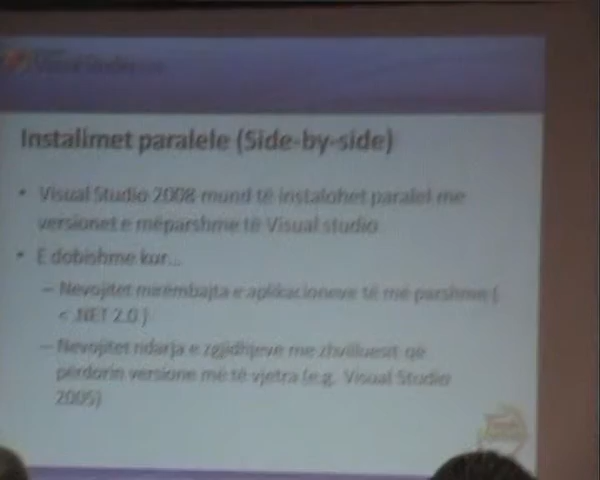 Visual Studio
Instalimet paralele (Side-by-side)
• Visual Studio 2008 mund të instalohet paralel me
versionet e mëparshme të Visual studio
• E dobishme kur...
– Nevojitet mirëmbajta e aplikacioneve të më parshme (
< .NET 2.0 )
– Nevojitet ndarja e zgjidhjeve me zhvilluesit që
përdorin versione më të vjetra (e.g. Visual Studio
2005)